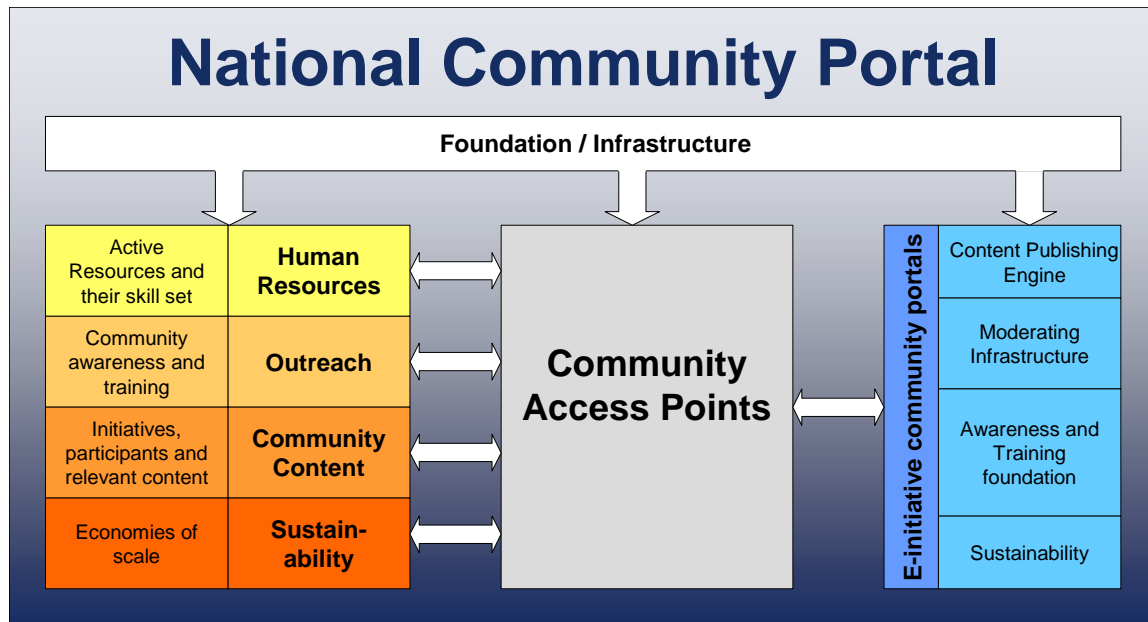 National Community Portal
Foundation / Infrastructure
Active
Resources and
their skill set
Human
Resources
Community
awareness and
training
Outreach
Initiatives,
participants and
relevant content
Community
Content
Economies of
scale
Sustain-
ability
Community
Access Points
E-initiative community portals
Content Publishing
Engine
Moderating
Infrastructure
Awareness and
Training
foundation
Sustainability